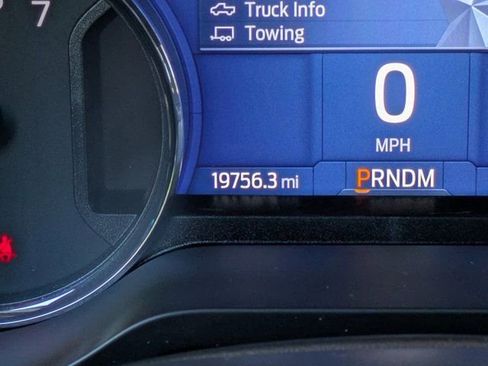 7
Truck Info
Towing
0
MPH
19756.3 mi
PRNDM